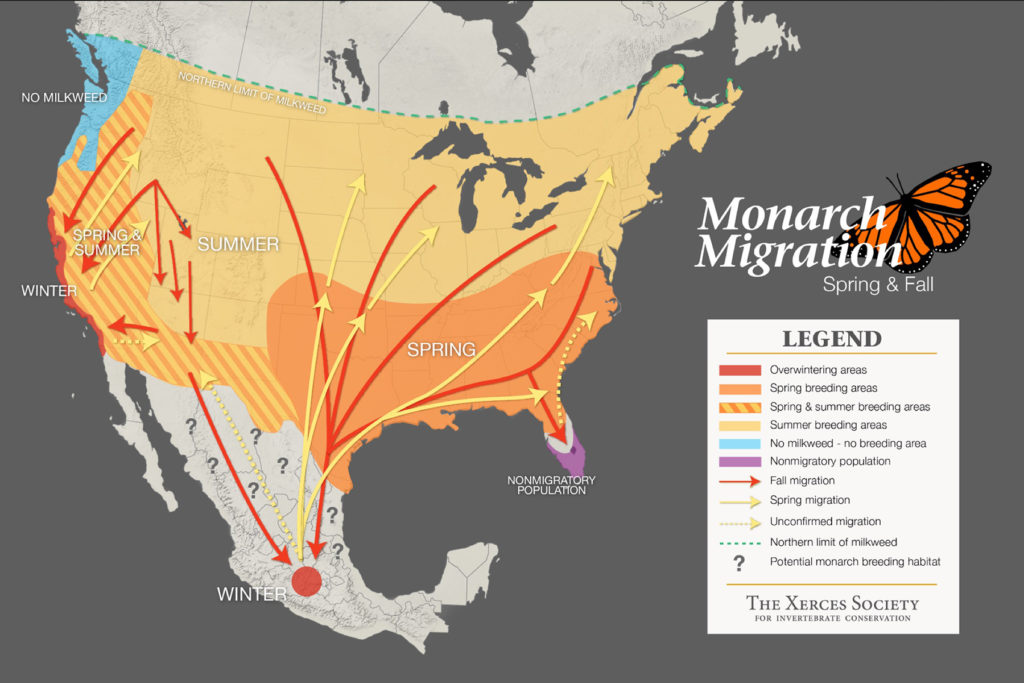 NO MILKWEED
NORTHERN LIMIT OF MILKWEED
SPRING &
SUMMER
SUMMER
WINTER
SPRING
NONMIGRATORY
POPULATION
WINTER
?
?
?
?
?
?
?
Monarch
Migration
Spring & Fall
LEGEND
Overwintering areas
Spring breeding areas
Spring & summer breeding areas
Summer breeding areas
No milkweed - no breeding area
Nonmigratory population
Fall migration
Spring migration
Unconfirmed migration
Northern limit of milkweed
? Potential monarch breeding habitat
THE XERCES SOCIETY
FOR INVERTEBRATE CONSERVATION